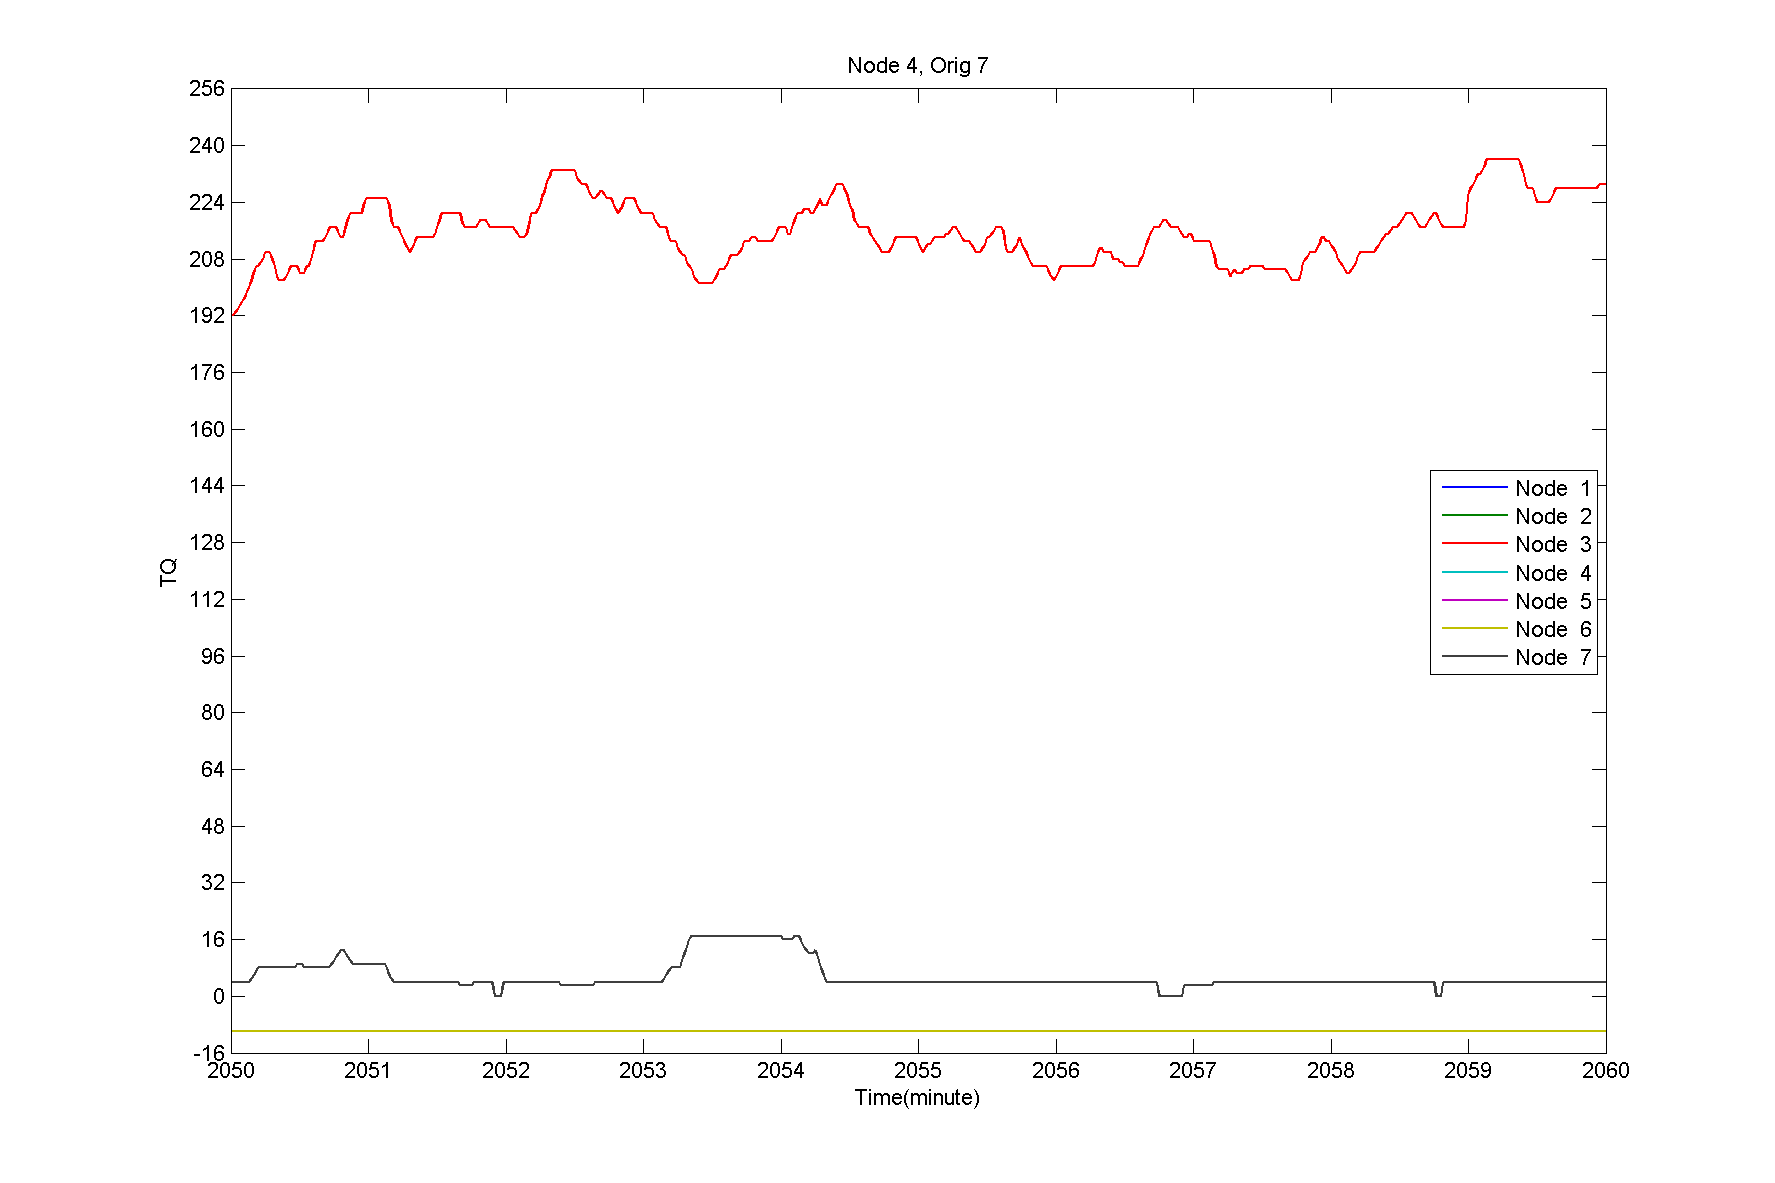 Node 4, Orig 7
256
240
224
208
192
176
160
144
128
112
96
80
64
48
32
16
0
-16
TQ
Node 1
Node 2
Node 3
Node 4
Node 5
Node 6
Node 7
2050 2051 2052 2053 2054 2055 2056 2057 2058 2059 2060
Time(minute)